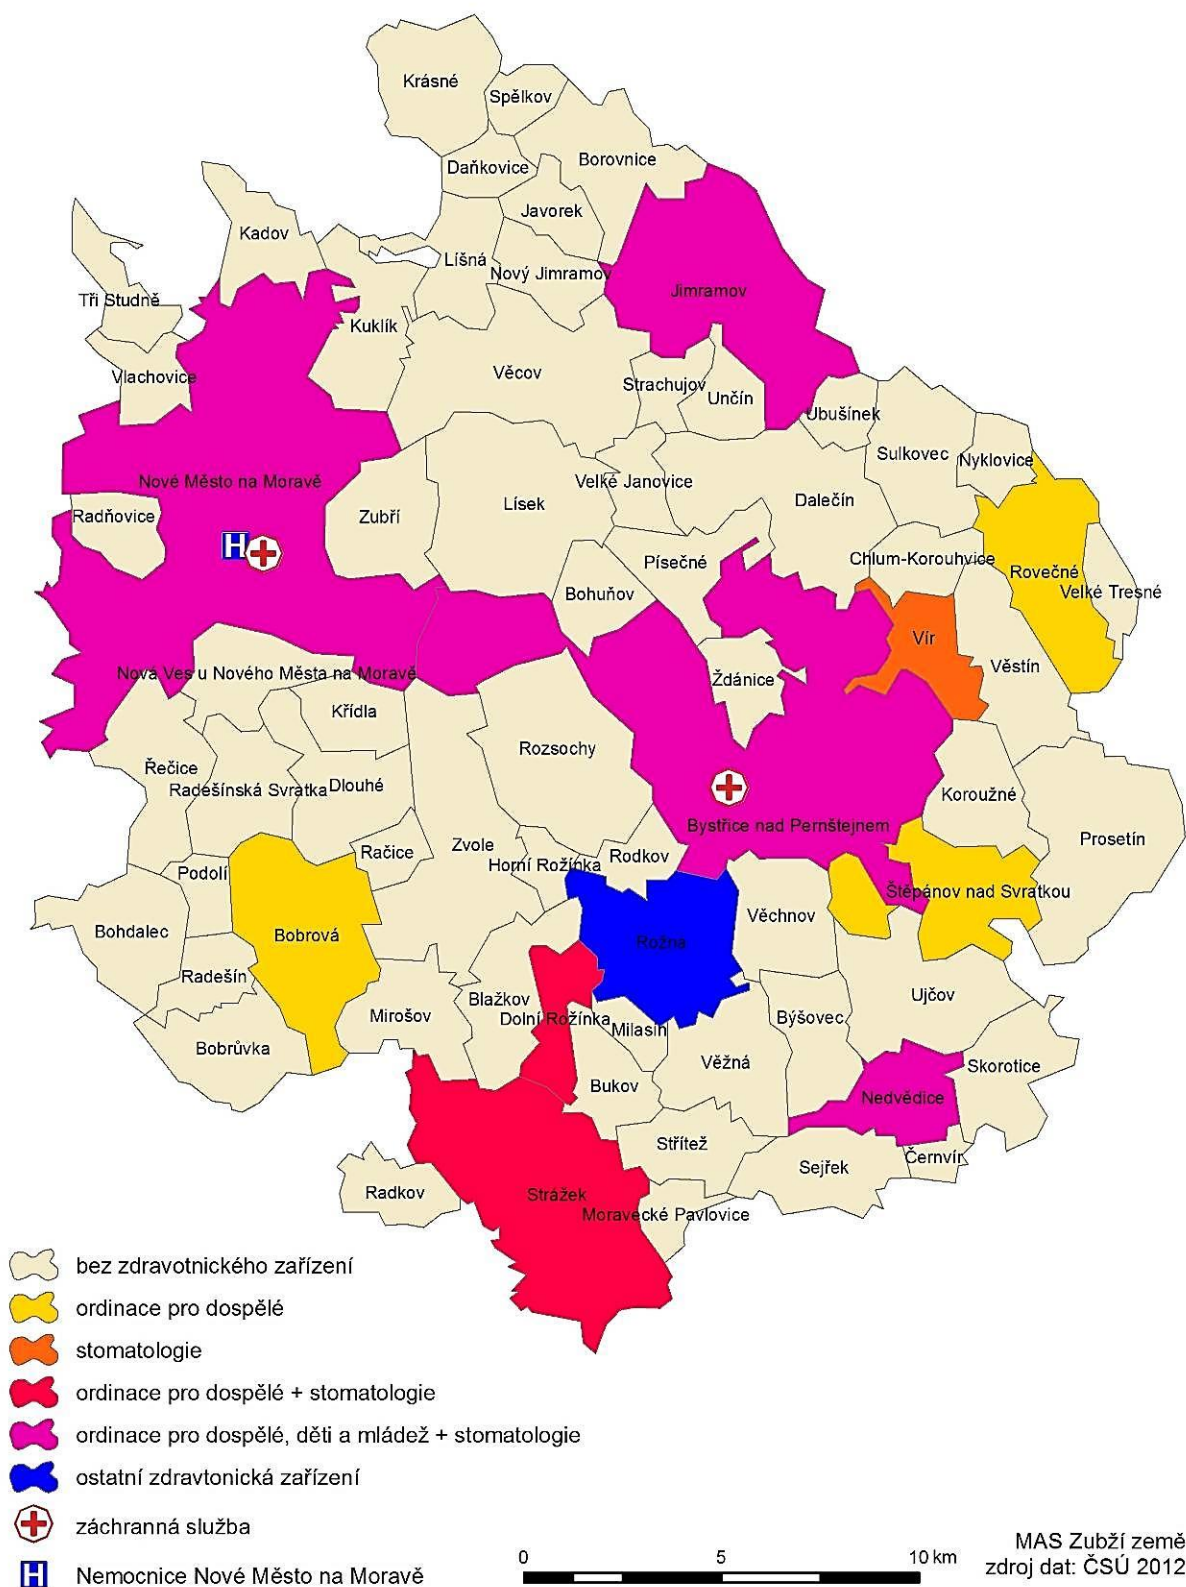 Krásné
Spělkov
Borovnice
Daňkovice
Javorek
Kadov
Líšná
Nový Jimramov
Jimramov
Tři Studně
Kuklík
Vlachovice
Věcov
Strachujov
Unčín
Ubušínek
Sulkovec
Nyklovice
Nové Město na Moravě
Velké Janovice
Lísek
Dalečín
Radňovice
Zubří
H
Písečné
Chlum-Korouhvice
Rovečné
Velké Tresné
Bohuňov
Vír
Věstín
Nová Ves u Nového Města na Moravě
Ždánice
Křídla
Rozsochy
Řečice
Radešínská Svratka
Dlouhé
Koroužné
Bystřice nad Pernštejnem
Prosetín
Zvole
Račice
Horní Rožínka
Rodkov
Podolí
Štěpánov nad Svratkou
Věchnov
Bohdalec
Bobrová
Rožná
Radešín
Blažkov
Ujčov
Mirošov
Dolní Rožínka
Milasín
Býšovec
Bobrůvka
Věžná
Skorotice
Bukov
Nedvědice
Střítež
Černvír
Sejřek
Radkov
Strážek
Moravecké Pavlovice
bez zdravotnického zařízení
ordinace pro dospělé
stomatologie
ordinace pro dospělé + stomatologie
ordinace pro dospělé, děti a mládež + stomatologie
ostatní zdravtonická zařízení
záchranná služba
H Nemocnice Nové Město na Moravě
0 5 10 km
MAS Zubží země
zdroj dat: ČSÚ 2012